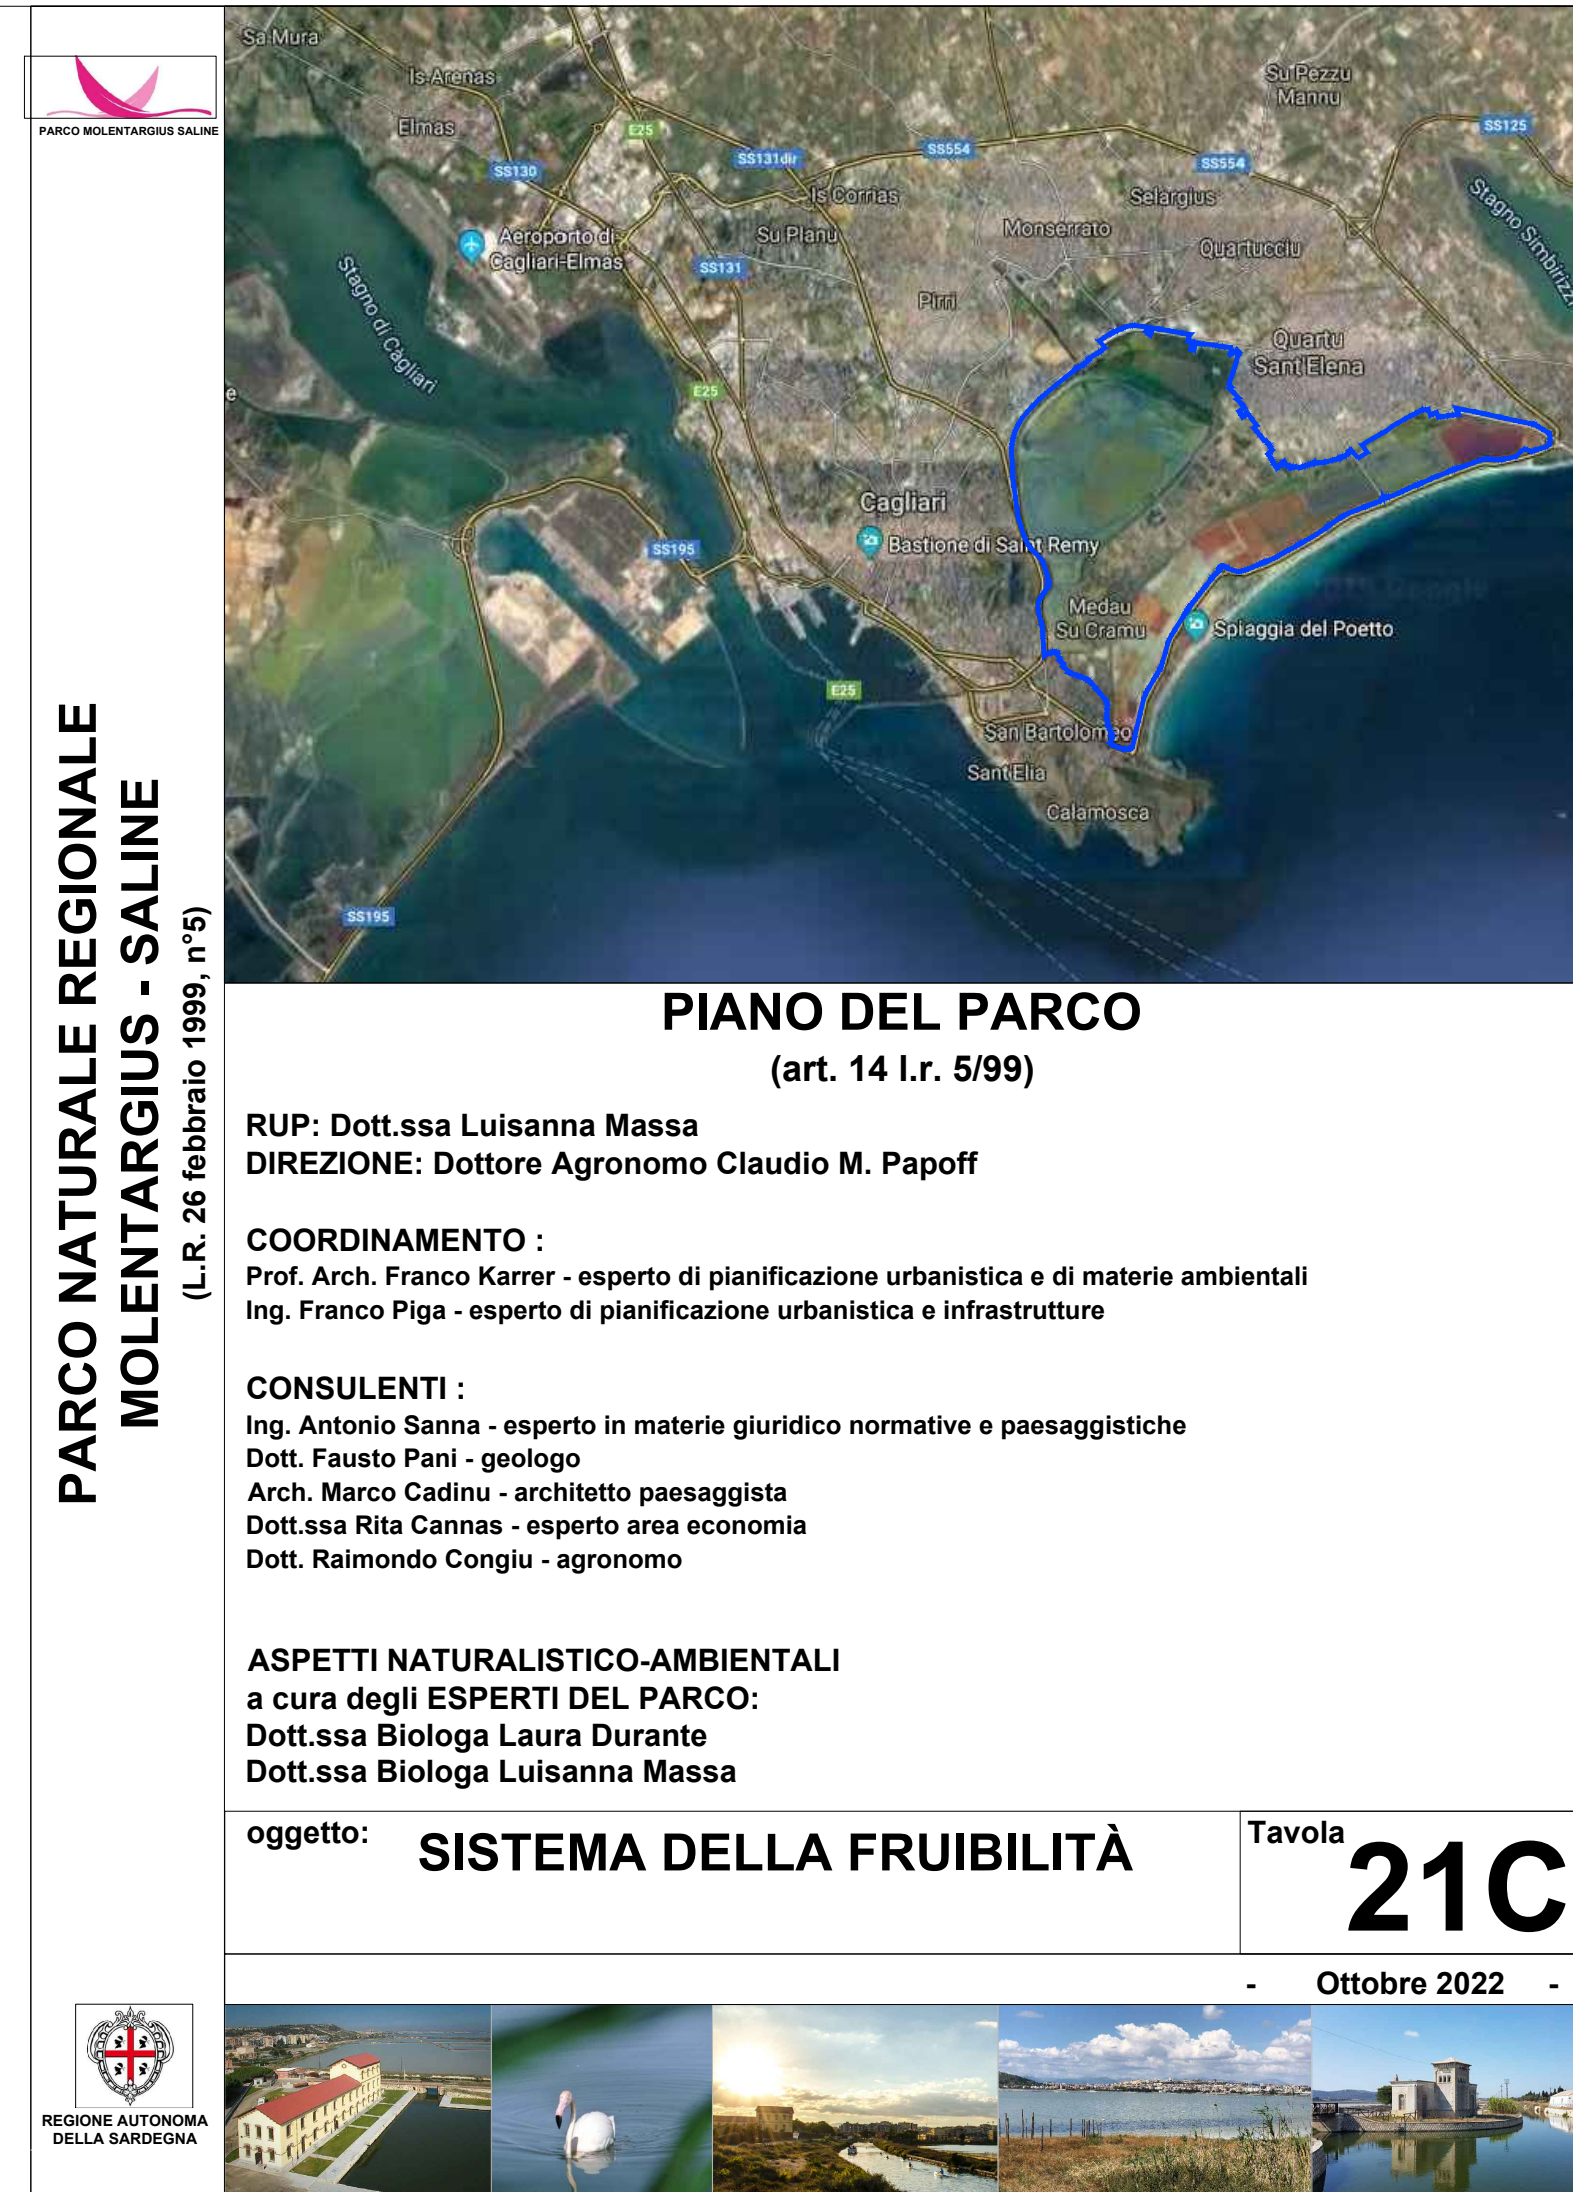 PARCO MOLENTARGIUS SALINE
PARCO NATURALE REGIONALE
MOLENTARGIUS - SALINE
(L.R. 26 febbraio 1999, n°5)
REGIONE AUTONOMA
DELLA SARDEGNA
Sa Mura
Is Arenas
Elmas
E25
SS130
SS131dir
SS554
SS554
SS125
Su Pezzu
Mannu
Is Corrias
Selargius
Stagno Simbirizzi
Aeroporto di
Cagliari-Elmas
Su Planu
Monserrato
Quartucciu
SS131
Stagno di Cagliari
Pirri
Quartu
Sant'Elena
E25
e
Cagliari
SS195
Bastione di Saint Remy
Medau
Su Cramu
Spiaggia del Poetto
E25
San Bartolomeo
Sant'Elia
Calamosca
SS195
PIANO DEL PARCO
(art. 14 l.r. 5/99)
RUP: Dott.ssa Luisanna Massa
DIREZIONE: Dottore Agronomo Claudio M. Papoff
COORDINAMENTO :
Prof. Arch. Franco Karrer - esperto di pianificazione urbanistica e di materie ambientali
Ing. Franco Piga - esperto di pianificazione urbanistica e infrastrutture
CONSULENTI :
Ing. Antonio Sanna - esperto in materie giuridico normative e paesaggistiche
Dott. Fausto Pani - geologo
Arch. Marco Cadinu - architetto paesaggista
Dott.ssa Rita Cannas - esperto area economia
Dott. Raimondo Congiu - agronomo
ASPETTI NATURALISTICO-AMBIENTALI
a cura degli ESPERTI DEL PARCO:
Dott.ssa Biologa Laura Durante
Dott.ssa Biologa Luisanna Massa
oggetto:
SISTEMA DELLA FRUIBILITÀ
Tavola
21C
- Ottobre 2022 -